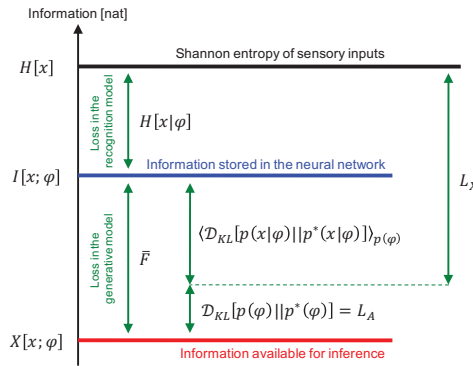 Information [nat]
Shannon entropy of sensory inputs
H[x]
Loss in the
recognition model
H[x|φ]
Information stored in the neural network
I[x; φ]
Loss in the
generative model
F̄
⟨𝒟_KL[p(x|φ)||p*(x|φ)]⟩_p(φ)
𝒟_KL[p(φ)||p*(φ)] = L_A
X[x; φ]
Information available for inference